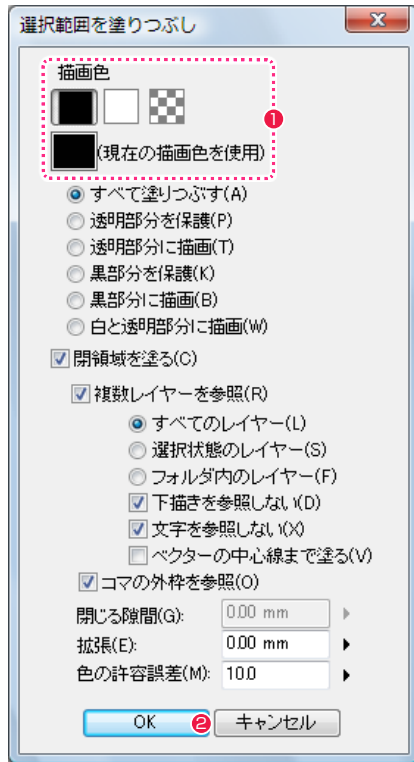 選択範囲を塗りつぶし
描画色
1
(現在の描画色を使用)
すべて塗りつぶす(A)
透明部分を保護(P)
透明部分に描画(T)
黒部分を保護(K)
黒部分に描画(B)
白と透明部分に描画(W)
閉領域を塗る(C)
複数レイヤーを参照(R)
すべてのレイヤー(L)
選択状態のレイヤー(S)
フォルダ内のレイヤー(F)
下描きを参照しない(D)
文字を参照しない(X)
ベクターの中心線まで塗る(V)
コマの外枠を参照(O)
閉じる隙間(G): 0.00 mm
拡張(E): 0.00 mm
色の許容誤差(M): 10.0
OK 2 キャンセル